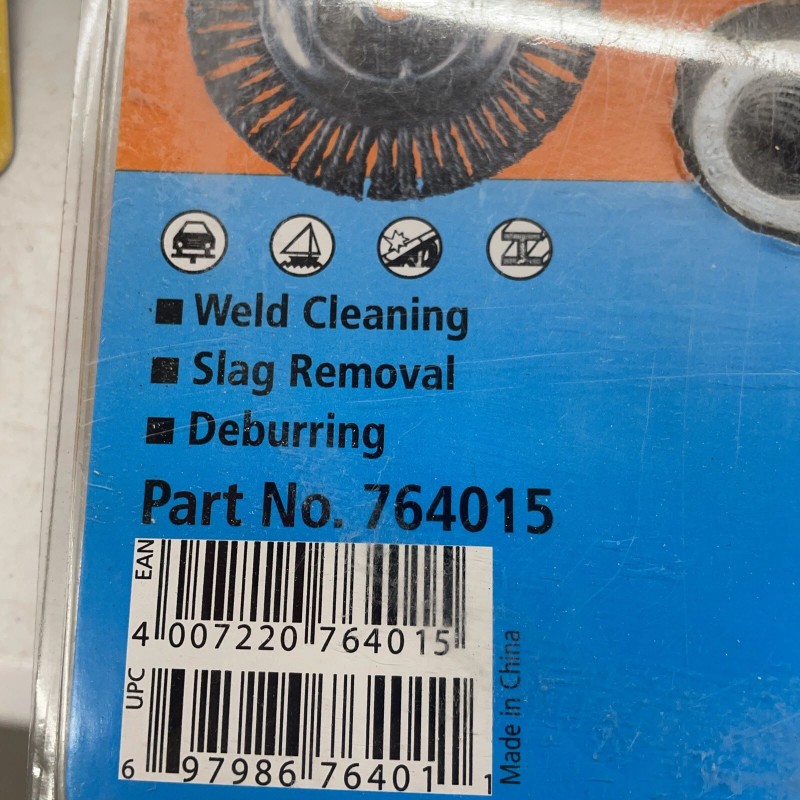 Weld Cleaning
Slag Removal
Deburring
Part No. 764015
EAN
4 007220 764015
UPC
6 97986 76401 1
Made in China